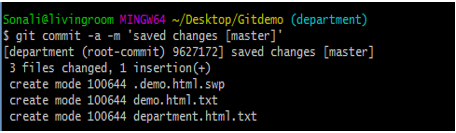 Sonali@livingroom MINGW64 ~/Desktop/Gitdemo (department)
$ git commit -a -m 'saved changes [master]'
[department (root-commit) 9627172] saved changes [master]
 3 files changed, 1 insertion(+)
 create mode 100644 .demo.html.swp
 create mode 100644 demo.html.txt
 create mode 100644 department.html.txt